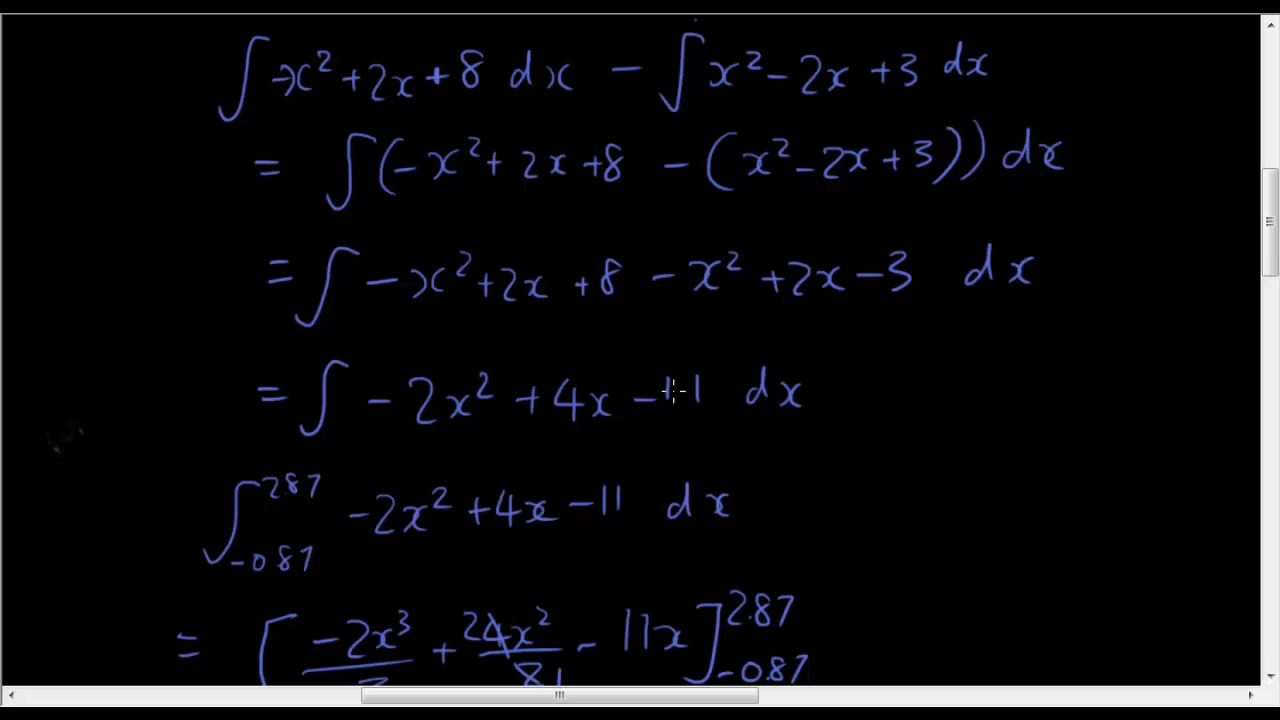 ∫ -x² + 2x + 8 dx - ∫ x² - 2x + 3 dx
= ∫ (-x² + 2x + 8 - (x² - 2x + 3)) dx
= ∫ -x² + 2x + 8 - x² + 2x - 3 dx
= ∫ - 2x² + 4x - 11 dx
∫_{-0.87}^{2.87} -2x² + 4x - 11 dx
= [ -2x³/ + 24x²/ - 11x ]_{-0.87}^{2.87}